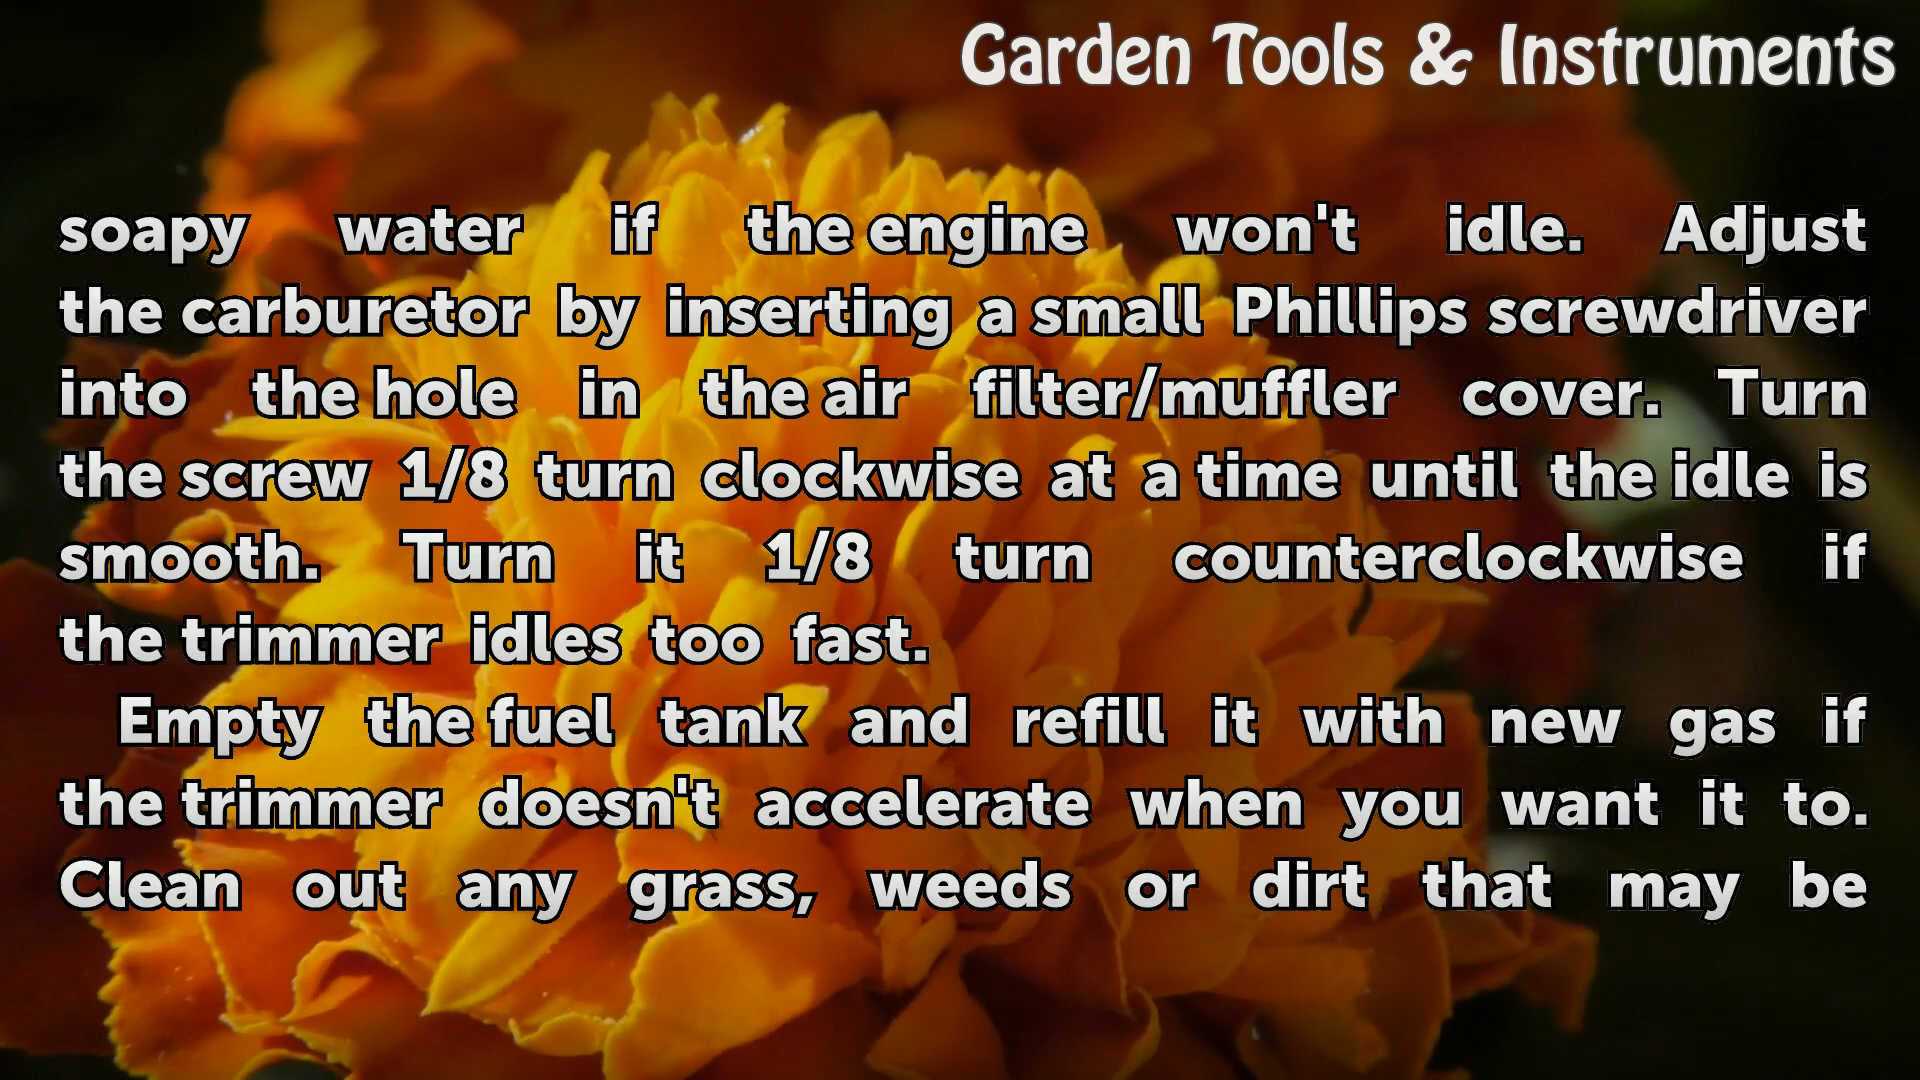 Garden Tools & Instruments
soapy water if the engine won't idle. Adjust
the carburetor by inserting a small Phillips screwdriver
into the hole in the air filter/muffler cover. Turn
the screw 1/8 turn clockwise at a time until the idle is
smooth. Turn it 1/8 turn counterclockwise if
the trimmer idles too fast.
Empty the fuel tank and refill it with new gas if
the trimmer doesn't accelerate when you want it to.
Clean out any grass, weeds or dirt that may be